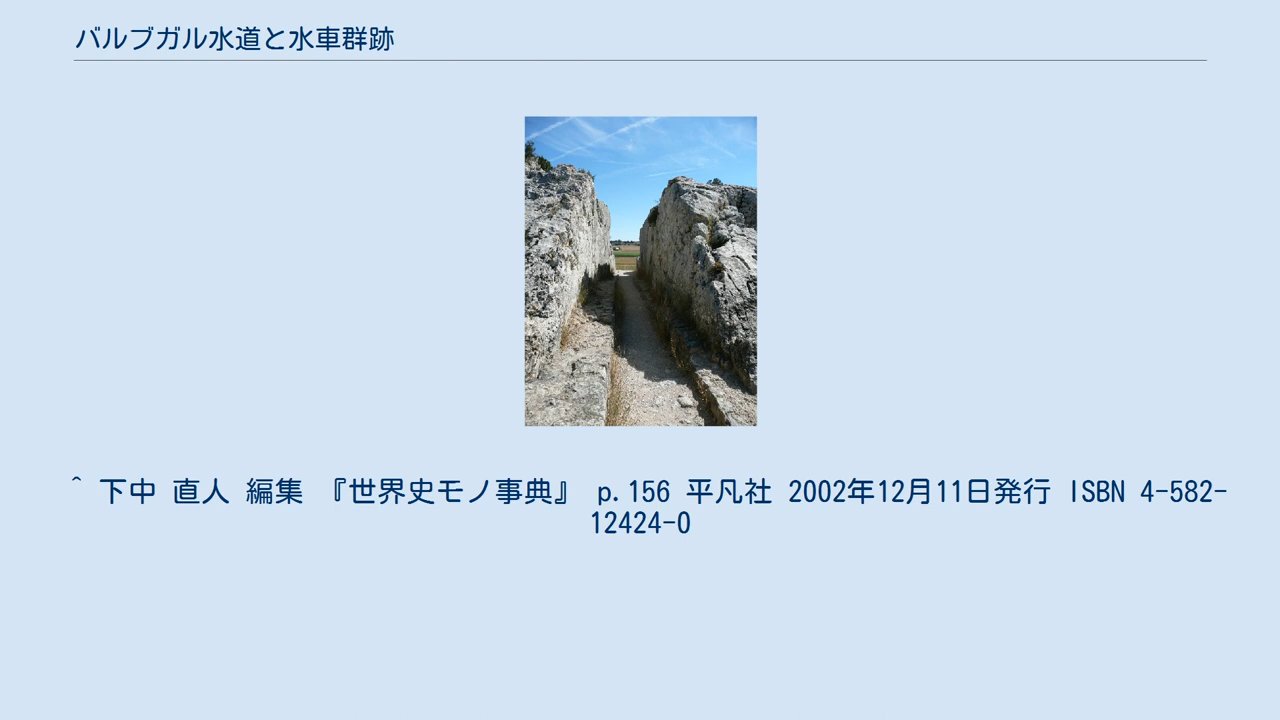 バルブガル水道と水車群跡
^ 下中 直人 編集 『世界史モノ事典』 p.156 平凡社 2002年12月11日発行 ISBN 4-582-
12424-0